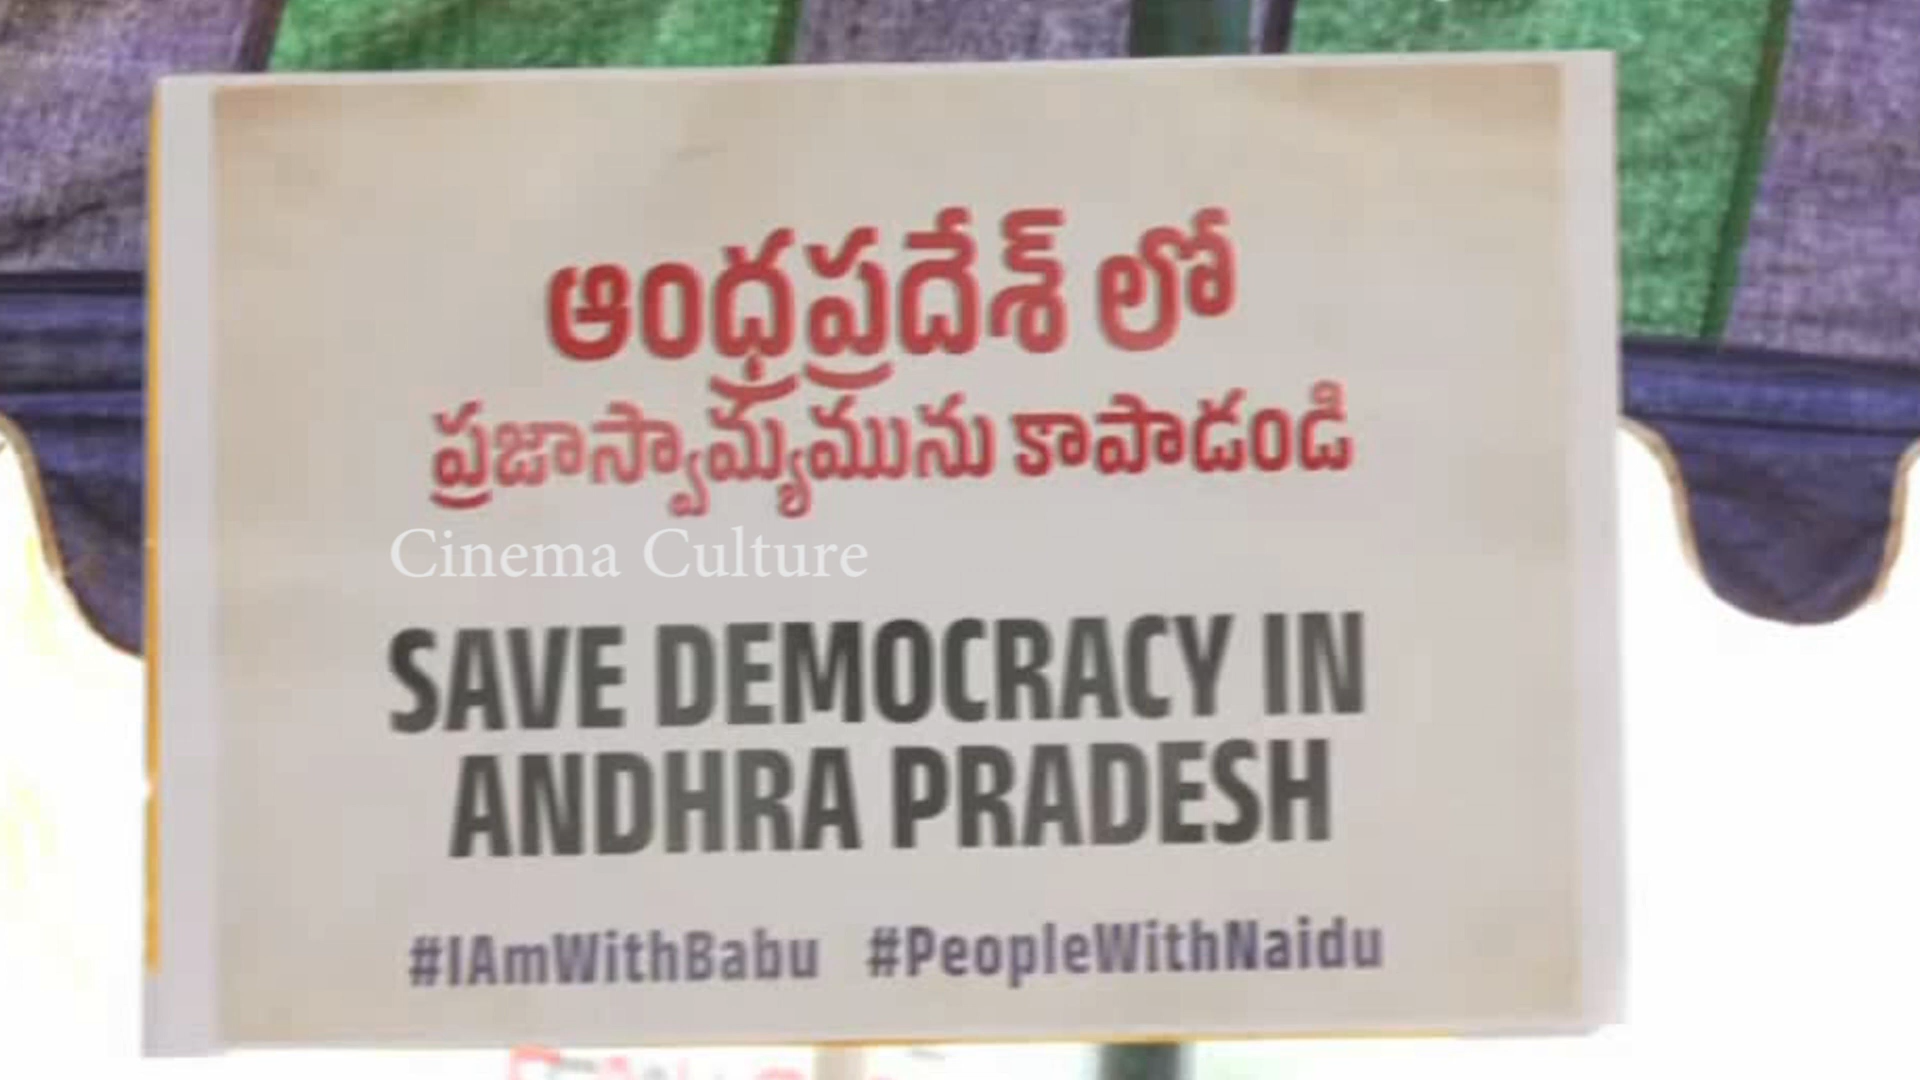 ఆంధ్రప్రదేశ్ లో
ప్రజాస్వామ్యమును కాపాడండి
Cinema Culture
SAVE DEMOCRACY IN
ANDHRA PRADESH
#IAmWithBabu #PeopleWithNaidu